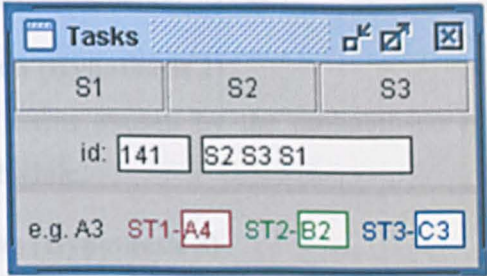 Tasks
S1 S2 S3
id: 141 S2 S3 S1
e.g. A3 ST1-A4 ST2-B2 ST3-C3